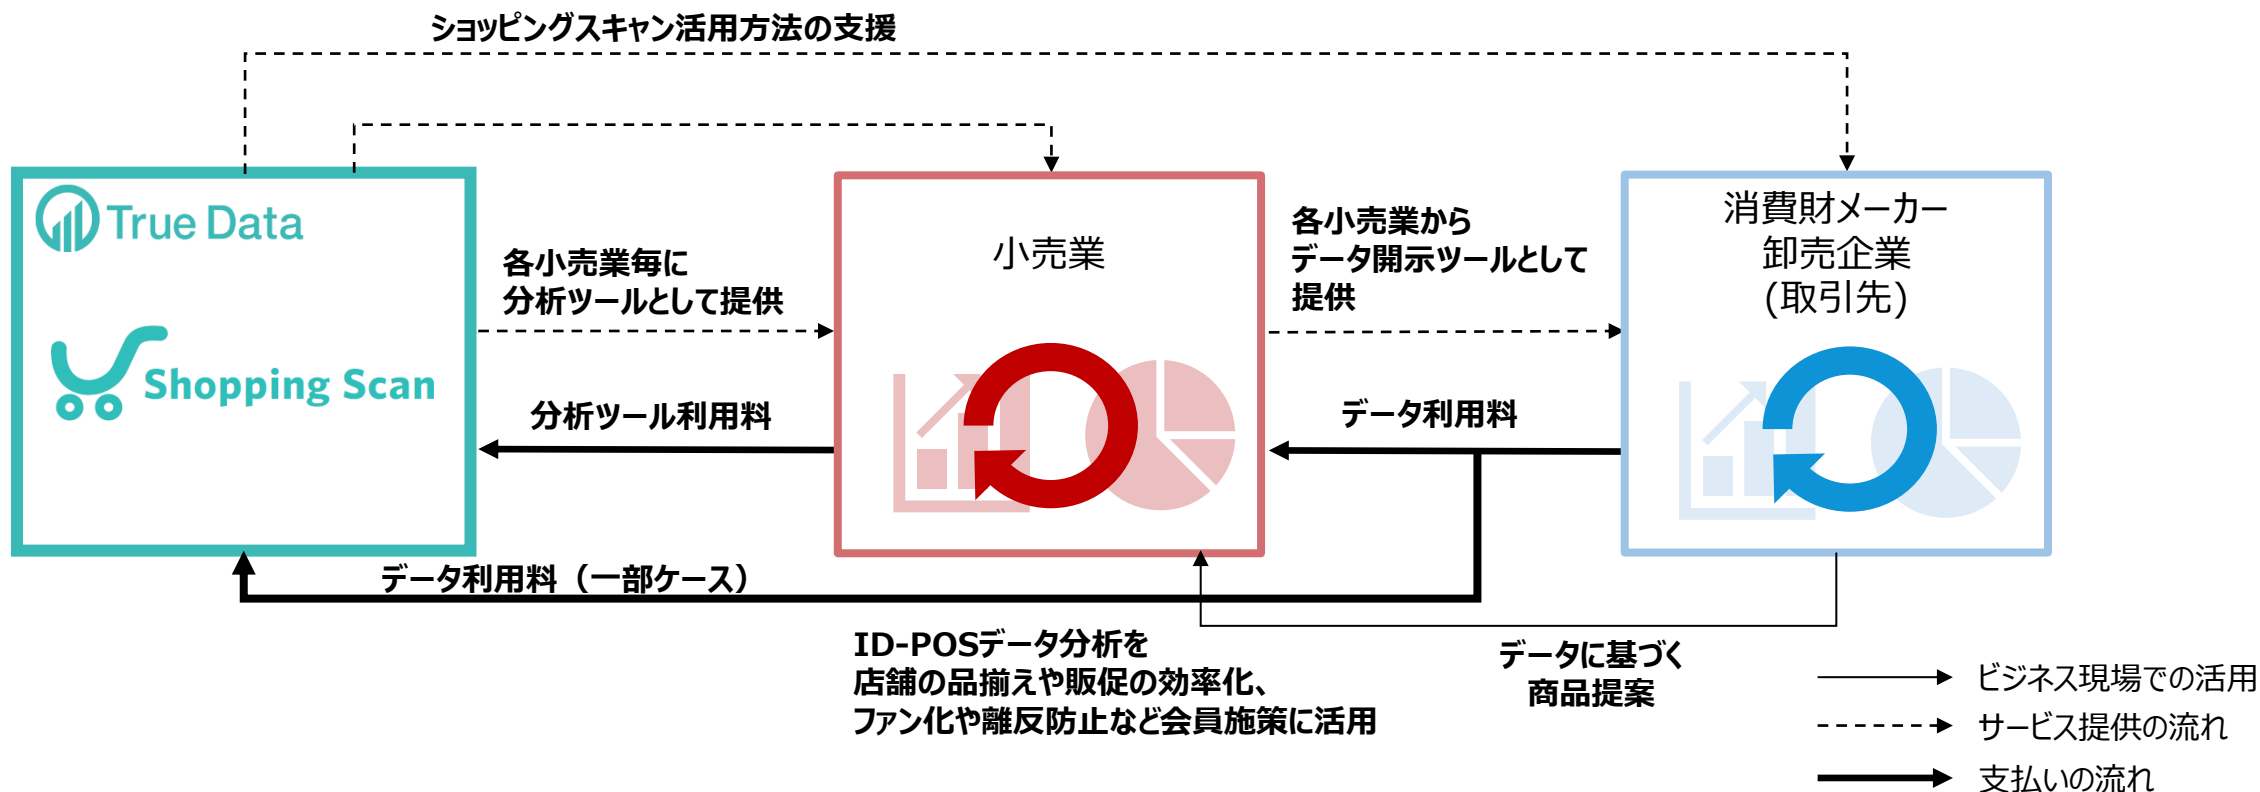 ショッピングスキャン活用方法の支援
True Data
Shopping Scan
各小売業毎に
分析ツールとして提供
分析ツール利用料
小売業
各小売業から
データ開示ツールとして
提供
データ利用料
消費財メーカー
卸売企業
(取引先)
データ利用料（一部ケース）
ID-POSデータ分析を
店舗の品揃えや販促の効率化、
ファン化や離反防止など会員施策に活用
データに基づく
商品提案
ビジネス現場での活用
サービス提供の流れ
支払いの流れ